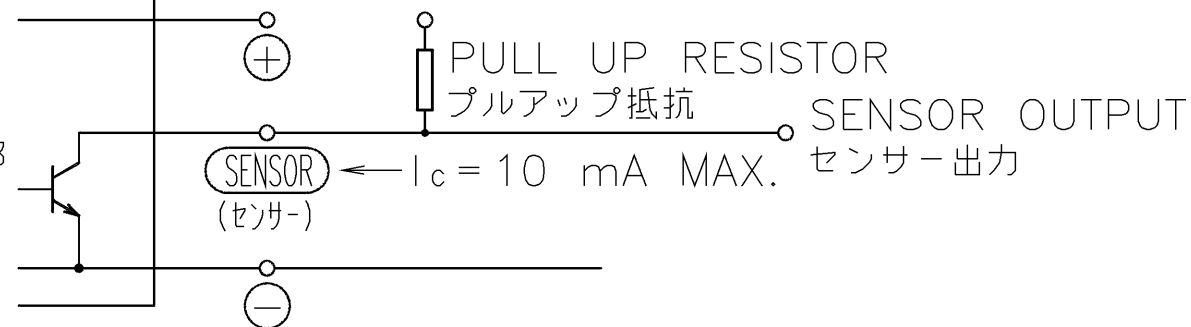 +
PULL UP RESISTOR
プルアップ抵抗
SENSOR OUTPUT
センサー出力
SENSOR
Ic=10 mA MAX.
(センサー)
−